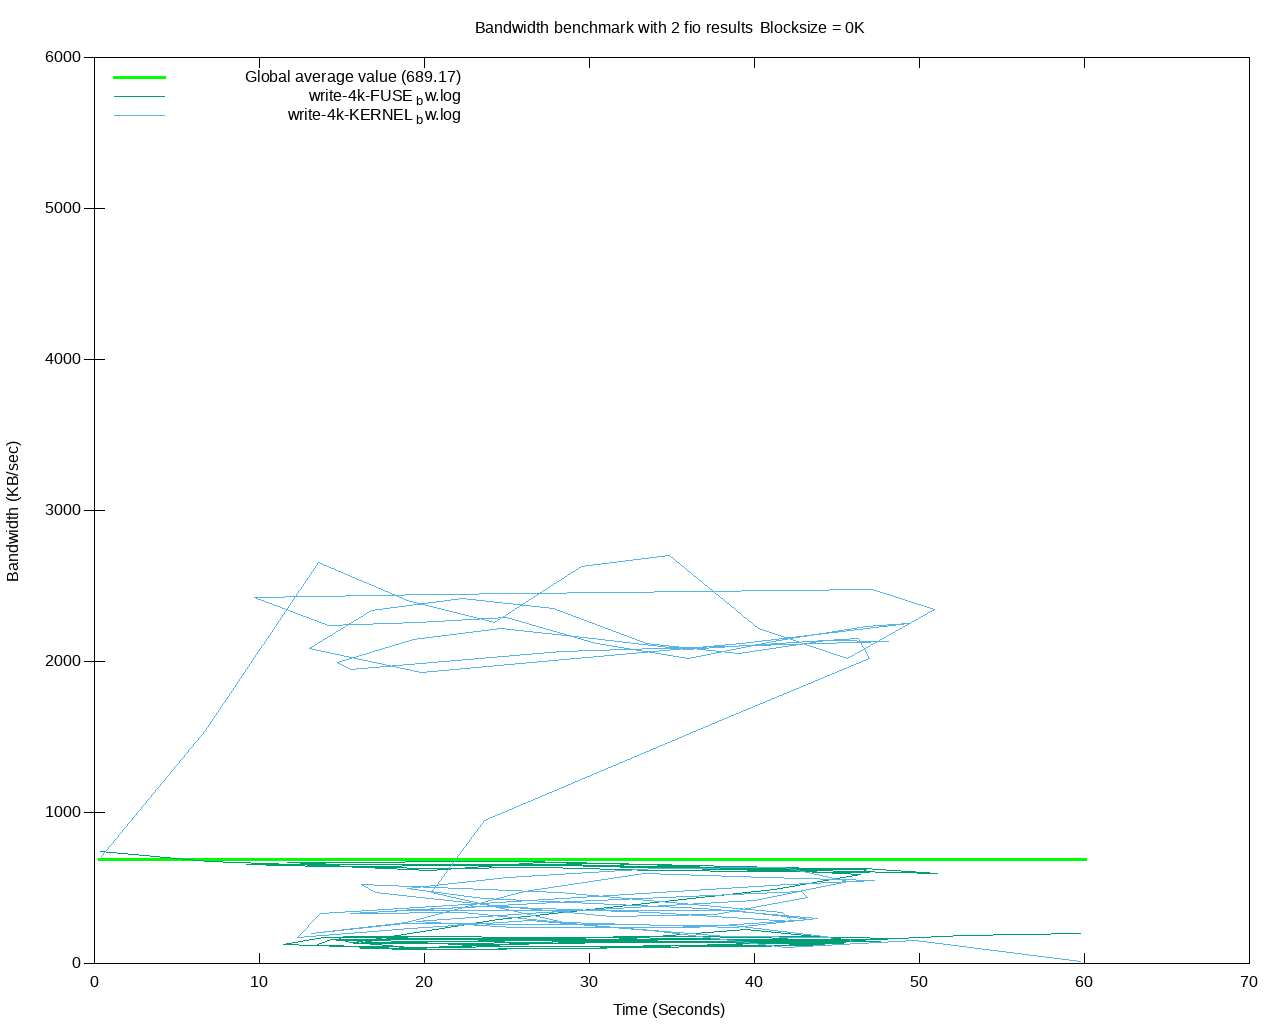 Bandwidth benchmark with 2 fio results Blocksize = 0K
6000
Global average value (689.17)
write-4k-FUSE bw.log
write-4k-KERNEL bw.log
5000
4000
3000
2000
1000
0
Bandwidth (KB/sec)
0 10 20 30 40 50 60 70
Time (Seconds)